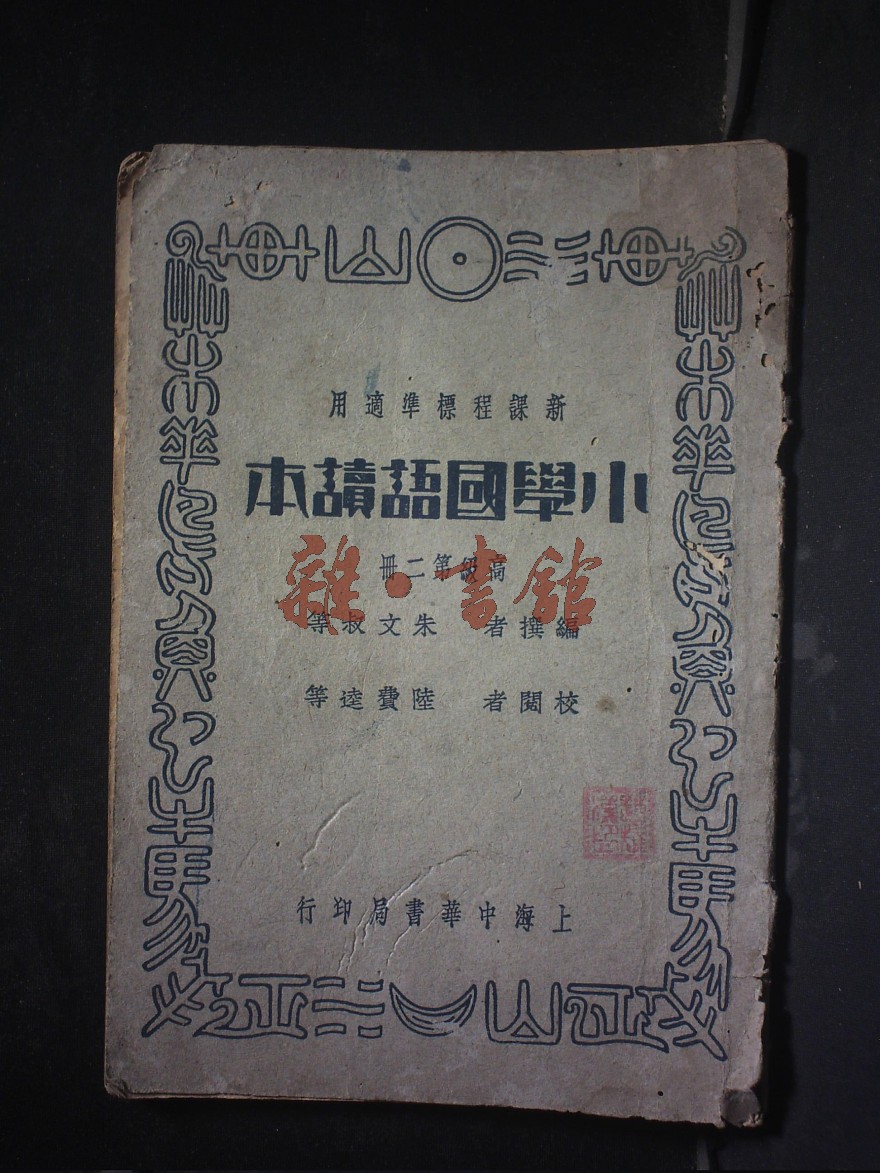 新課程標準適用
小學國語讀本
高級第二冊
編撰者 朱文叔等
校閱者 陸費逵等
上海中華書局印行
雜·書館